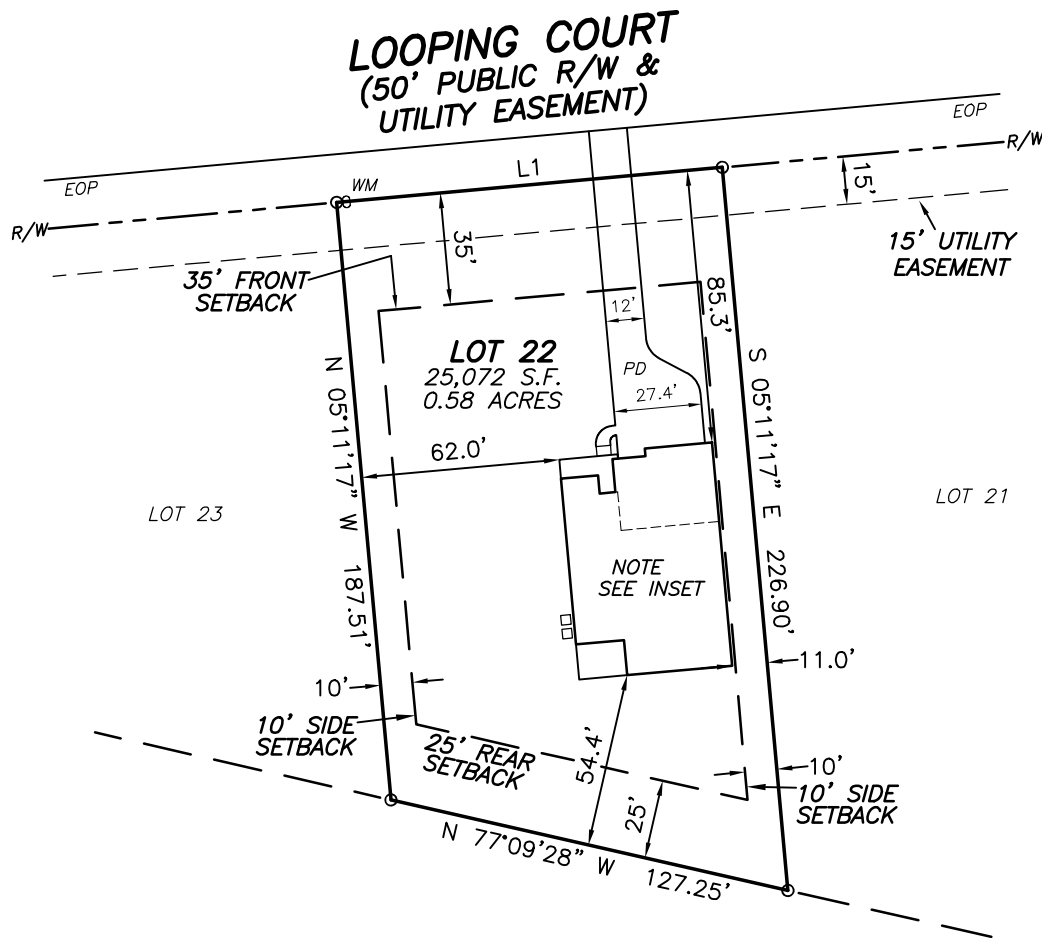 LOOPING COURT
(50' PUBLIC R/W &
UTILITY EASEMENT)
EOP
EOP
R/W
R/W
WM
L1
15'
15' UTILITY
EASEMENT
35'
35' FRONT
SETBACK
85.3'
12'
LOT 22
25,072 S.F.
0.58 ACRES
PD
27.4'
N 05°11'17" W 187.51'
S 05°11'17" E 226.90'
62.0'
LOT 23
LOT 21
NOTE
SEE INSET
11.0'
10'
10' SIDE
SETBACK
25' REAR
SETBACK
54.4'
25'
10'
10' SIDE
SETBACK
N 77°09'28" W 127.25'